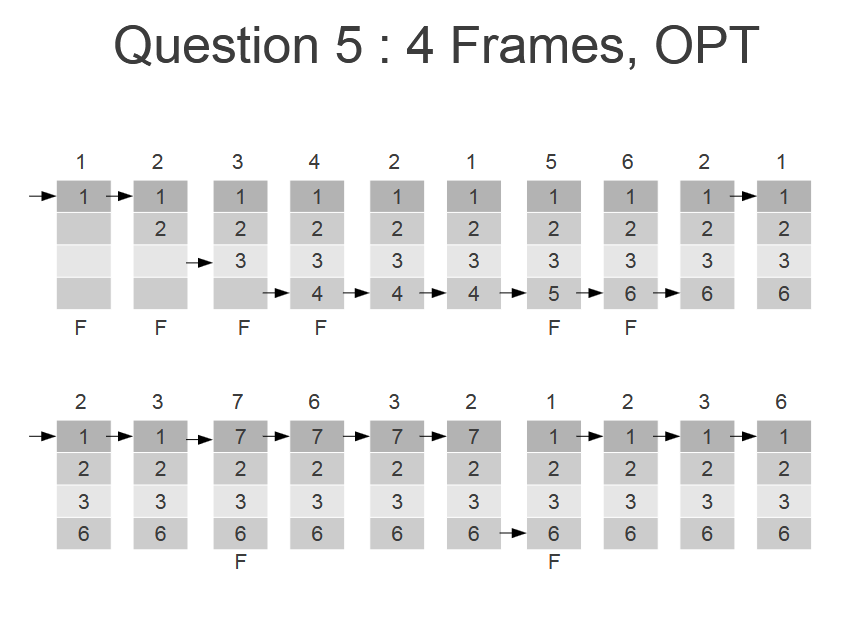 Question 5 : 4 Frames, OPT
1 2 3 4 2 1 5 6 2 1
1 1 1 1 1 1 1 1 1 1
2 2 2 2 2 2 2 2 2
3 3 3 3 3 3 3 3
4 4 4 5 6 6 6
F F F F F F
2 3 7 6 3 2 1 2 3 6
1 1 7 7 7 7 1 1 1 1
2 2 2 2 2 2 2 2 2 2
3 3 3 3 3 3 3 3 3 3
6 6 6 6 6 6 6 6 6 6
F F